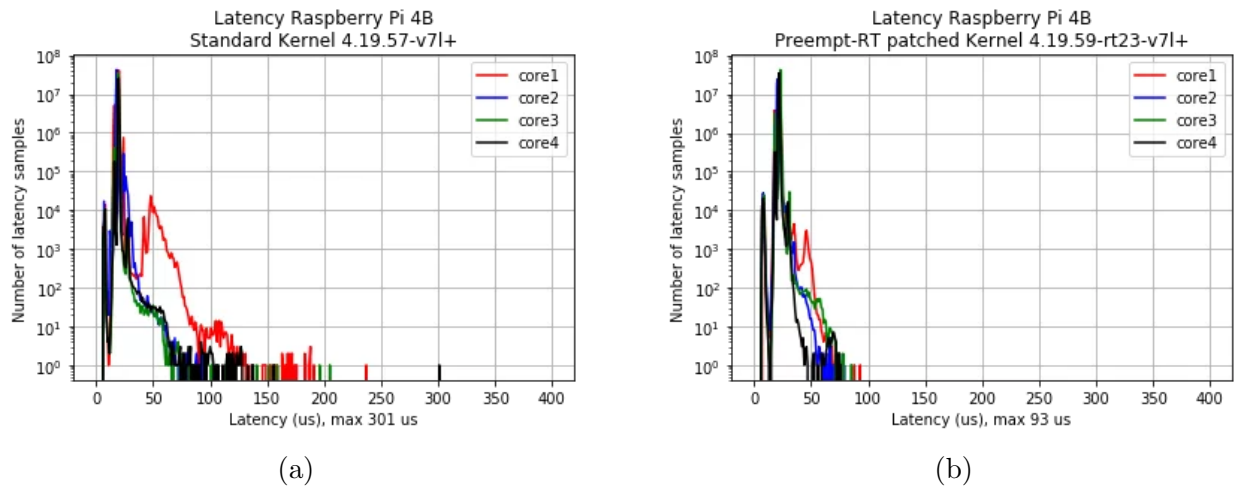 Latency Raspberry Pi 4B
Standard Kernel 4.19.57-v7l+
Number of latency samples
10^8
10^7
10^6
10^5
10^4
10^3
10^2
10^1
10^0
core1
core2
core3
core4
0 50 100 150 200 250 300 350 400
Latency (us), max 301 us
(a)
Latency Raspberry Pi 4B
Preempt-RT patched Kernel 4.19.59-rt23-v7l+
Number of latency samples
10^8
10^7
10^6
10^5
10^4
10^3
10^2
10^1
10^0
core1
core2
core3
core4
0 50 100 150 200 250 300 350 400
Latency (us), max 93 us
(b)